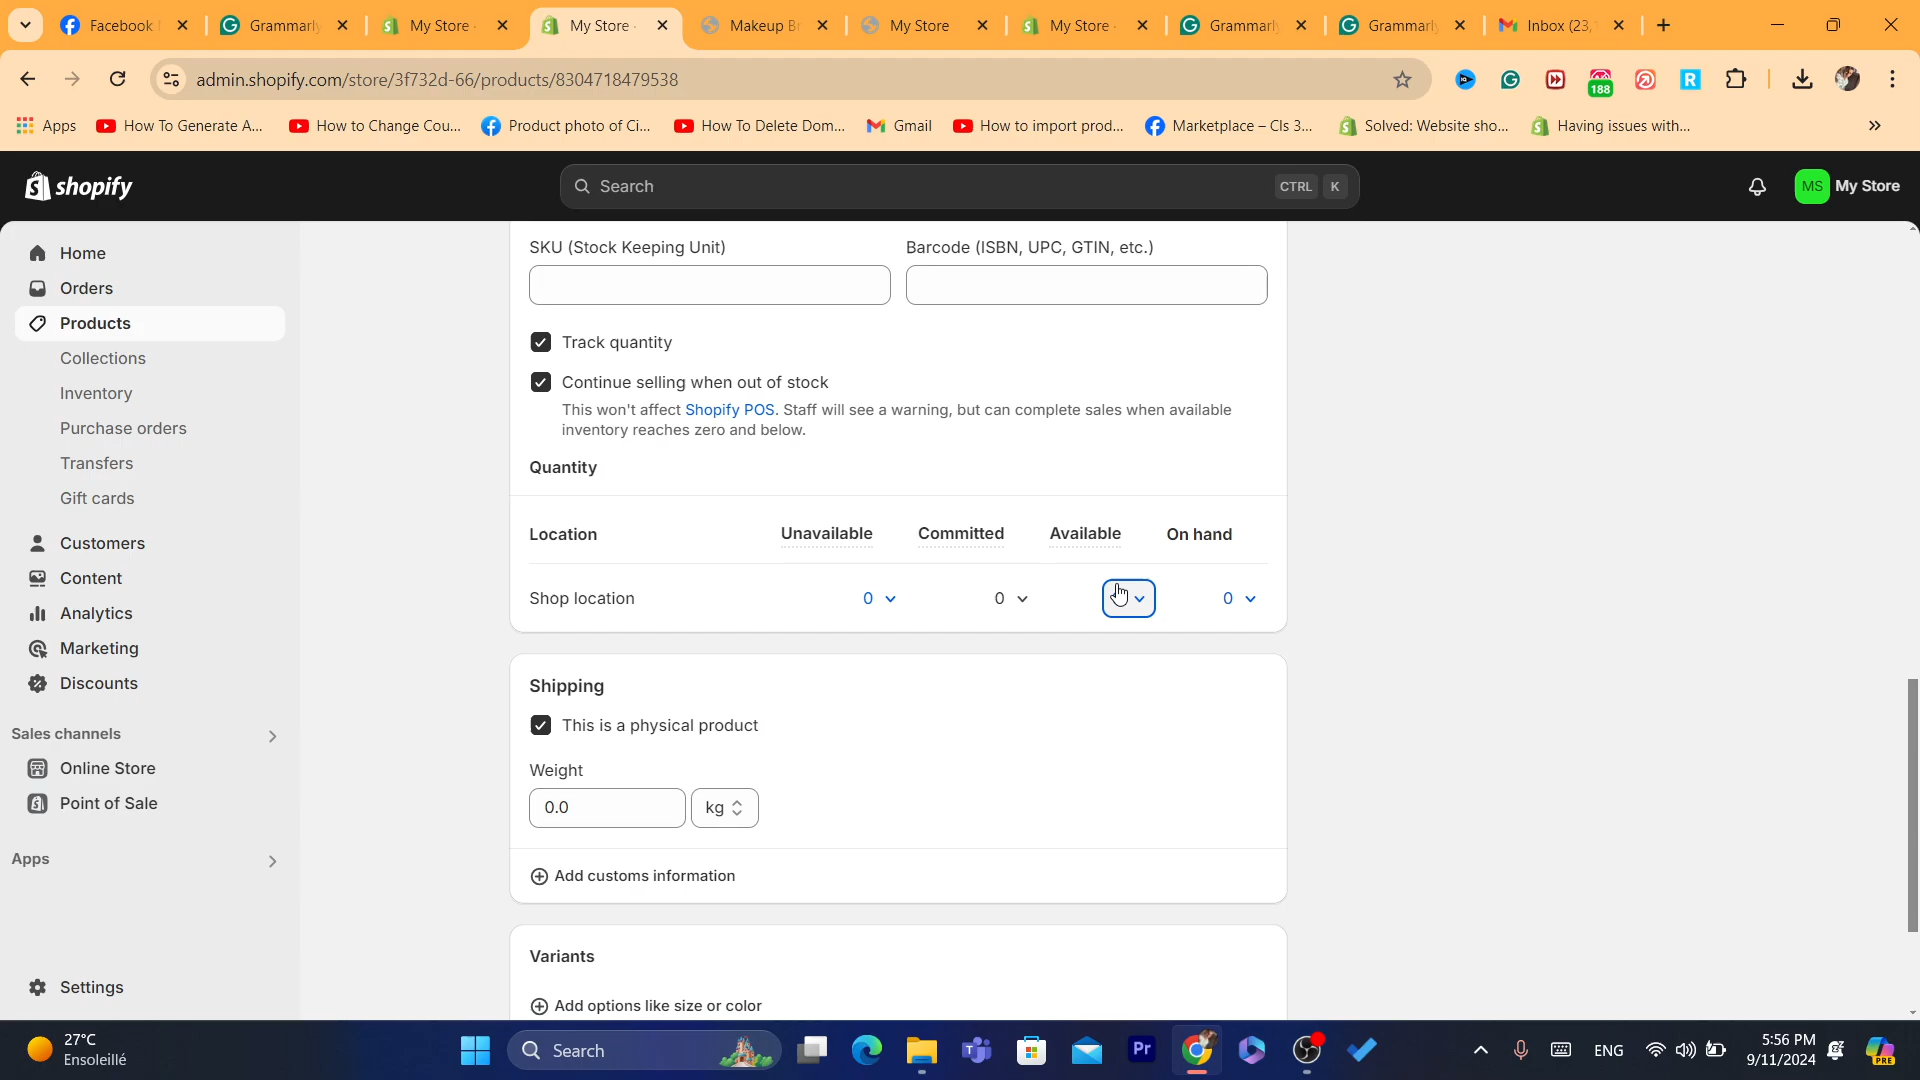 Facebook
Grammarly
My Store -
My Store -
Makeup Br
My Store
My Store -
Grammarly
Grammarly
Inbox (23,
admin.shopify.com/store/3f732d-66/products/8304718479538
188
Apps
How To Generate A...
How to Change Cou...
Product photo of Ci...
How To Delete Dom...
Gmail
How to import prod...
Marketplace – Cls 3...
Solved: Website sho...
Having issues with...
shopify
Search
CTRL K
MS
My Store
Home
Orders
Products
Collections
Inventory
Purchase orders
Transfers
Gift cards
Customers
Content
Analytics
Marketing
Discounts
Sales channels
Online Store
Point of Sale
Apps
Settings
SKU (Stock Keeping Unit)
Barcode (ISBN, UPC, GTIN, etc.)
Track quantity
Continue selling when out of stock
This won't affect Shopify POS. Staff will see a warning, but can complete sales when available
inventory reaches zero and below.
Quantity
Location Unavailable Committed Available On hand
Shop location 0 0 0
Shipping
This is a physical product
Weight
0.0 kg
Add customs information
Variants
Add options like size or color
27°C
Ensoleillé
Search
Pr
ENG
5:56 PM
9/11/2024
PRE